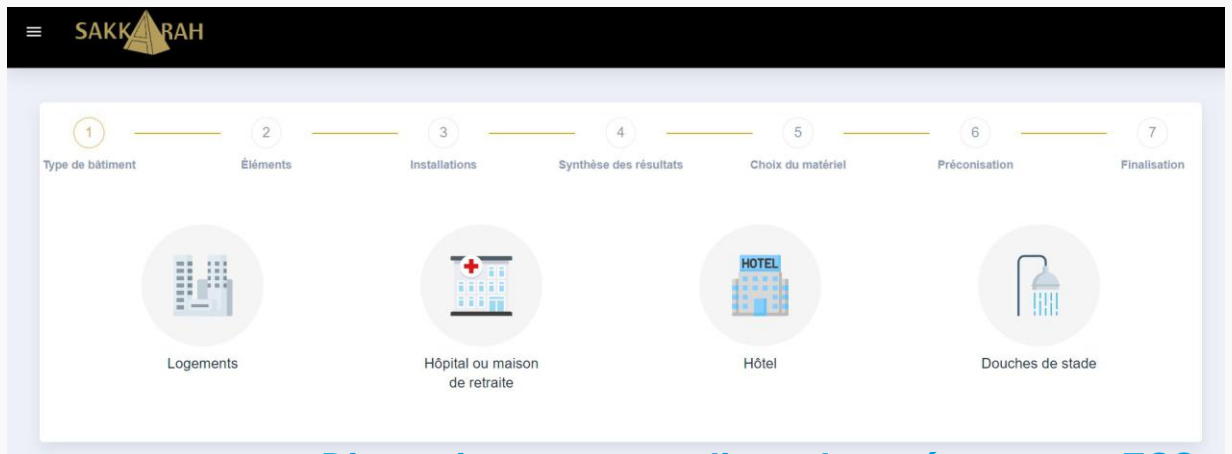 SAKKARAH
1 2 3 4 5 6 7
Type de bâtiment Éléments Installations Synthèse des résultats Choix du matériel Préconisation Finalisation
HOTEL
Logements Hôpital ou maison de retraite Hôtel Douches de stade